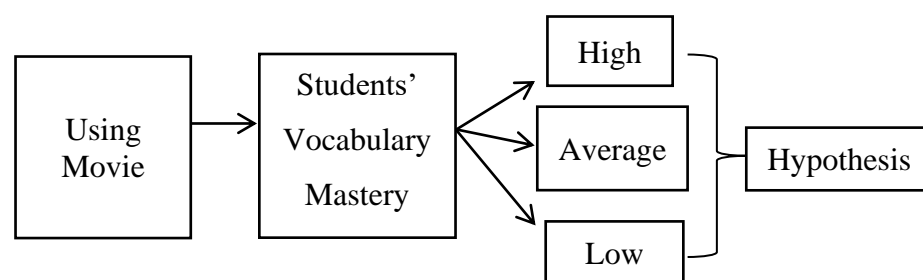 Using
Movie
Students’
Vocabulary
Mastery
High
Average
Low
Hypothesis